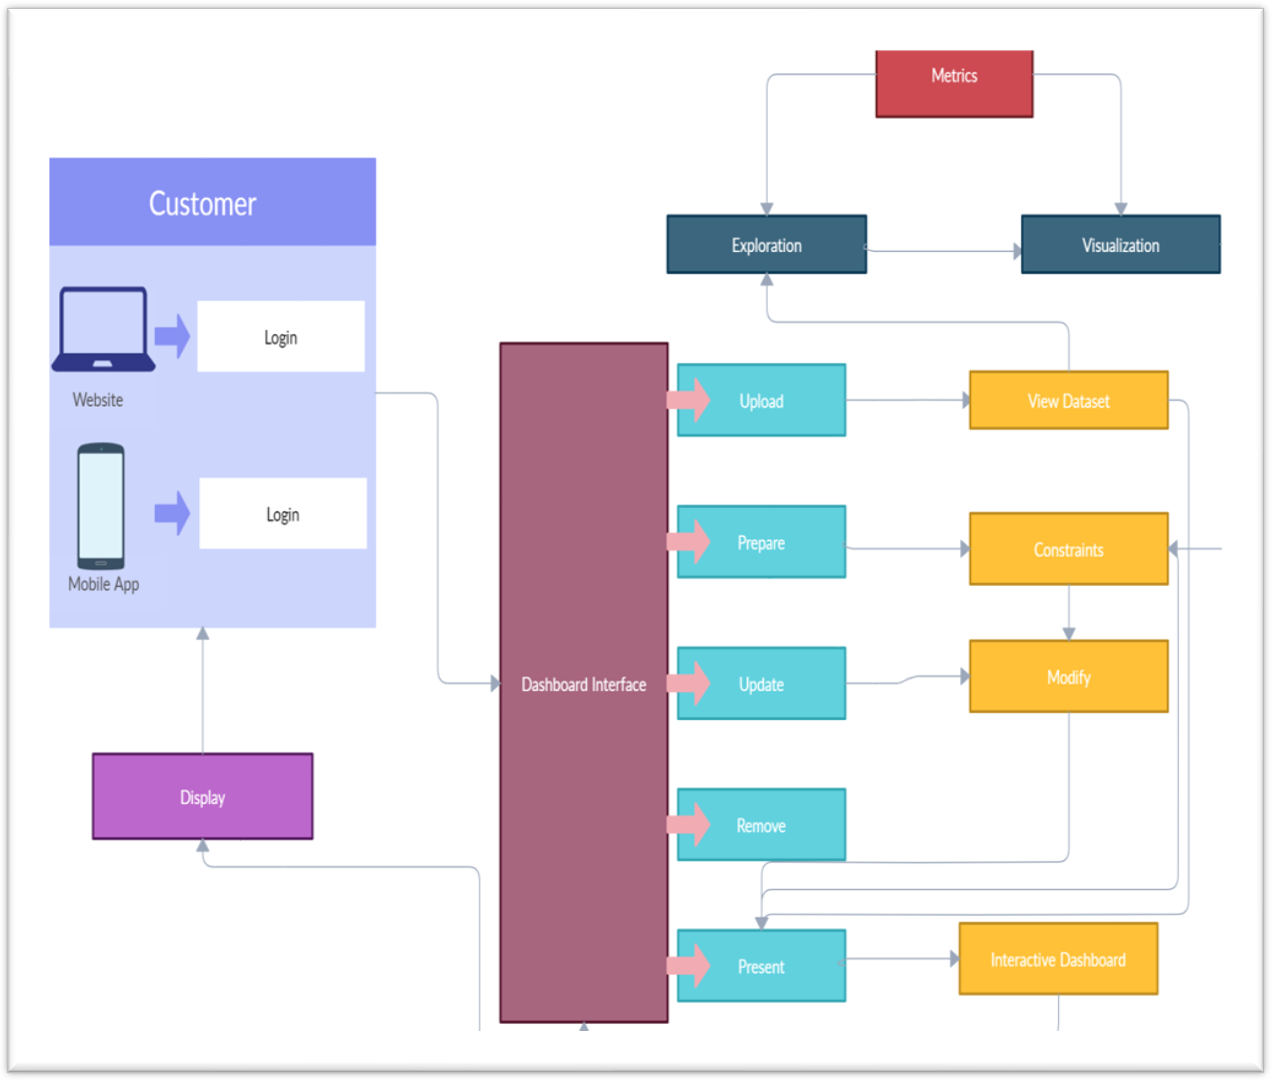 Metrics
Customer
Exploration
Visualization
Login
Website
Upload
View Dataset
Login
Mobile App
Prepare
Constraints
Dashboard Interface
Update
Modify
Display
Remove
Present
Interactive Dashboard